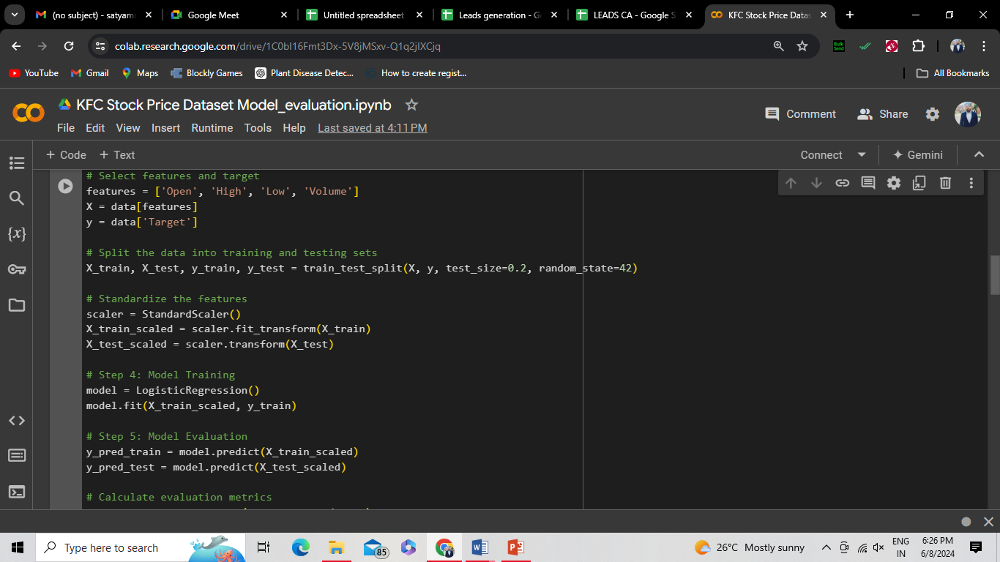 (no subject) - satyam
Google Meet
Untitled spreadsheet
Leads generation - G
LEADS CA - Google S
KFC Stock Price Datas
colab.research.google.com/drive/1C0bI16Fmt3Dx-5V8jMSxv-Q1q2jIXCjq
YouTube
Gmail
Maps
Blockly Games
Plant Disease Detec...
How to create regist...
All Bookmarks
KFC Stock Price Dataset Model_evaluation.ipynb
Comment
Share
File Edit View Insert Runtime Tools Help Last saved at 4:11 PM
+ Code + Text
Connect
Gemini
# Select features and target
features = ['Open', 'High', 'Low', 'Volume']
X = data[features]
y = data['Target']
# Split the data into training and testing sets
X_train, X_test, y_train, y_test = train_test_split(X, y, test_size=0.2, random_state=42)
# Standardize the features
scaler = StandardScaler()
X_train_scaled = scaler.fit_transform(X_train)
X_test_scaled = scaler.transform(X_test)
# Step 4: Model Training
model = LogisticRegression()
model.fit(X_train_scaled, y_train)
# Step 5: Model Evaluation
y_pred_train = model.predict(X_train_scaled)
y_pred_test = model.predict(X_test_scaled)
# Calculate evaluation metrics
Type here to search
85
26°C Mostly sunny
ENG
IN
6:26 PM
6/8/2024